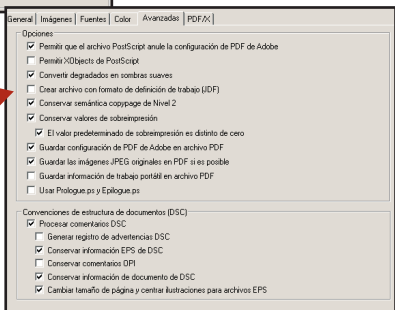 General Imágenes Fuentes Color Avanzadas PDF/X
Opciones
Permitir que el archivo PostScript anule la configuración de PDF de Adobe
Permitir XObjects de PostScript
Convertir degradados en sombras suaves
Crear archivo con formato de definición de trabajo (JDF)
Conservar semántica copypage de Nivel 2
Conservar valores de sobreimpresión
El valor predeterminado de sobreimpresión es distinto de cero
Guardar configuración de PDF de Adobe en archivo PDF
Guardar las imágenes JPEG originales en PDF si es posible
Guardar información de trabajo portátil en archivo PDF
Usar Prologue.ps y Epilogue.ps
Convenciones de estructura de documentos (DSC)
Procesar comentarios DSC
Generar registro de advertencias DSC
Conservar información EPS de DSC
Conservar comentarios OPI
Conservar información de documento de DSC
Cambiar tamaño de página y centrar ilustraciones para archivos EPS